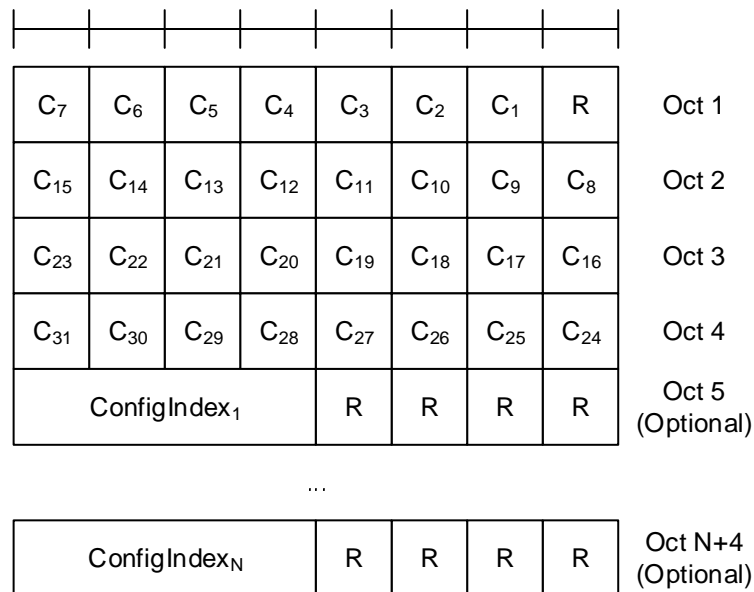 C₇ C₆ C₅ C₄ C₃ C₂ C₁ R Oct 1
C₁₅ C₁₄ C₁₃ C₁₂ C₁₁ C₁₀ C₉ C₈ Oct 2
C₂₃ C₂₂ C₂₁ C₂₀ C₁₉ C₁₈ C₁₇ C₁₆ Oct 3
C₃₁ C₃₀ C₂₉ C₂₈ C₂₇ C₂₆ C₂₅ C₂₄ Oct 4
ConfigIndex₁ R R R R Oct 5
(Optional)
...
ConfigIndex_N R R R R Oct N+4
(Optional)